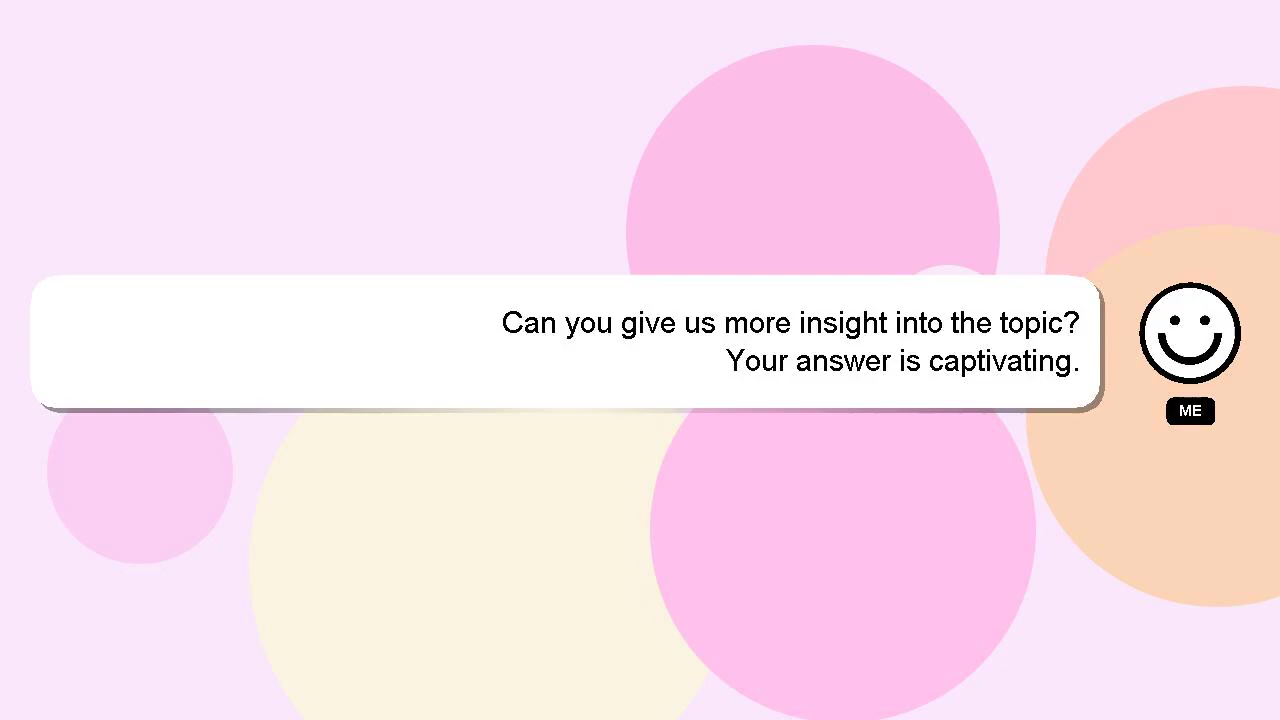 Can you give us more insight into the topic?
Your answer is captivating.
ME